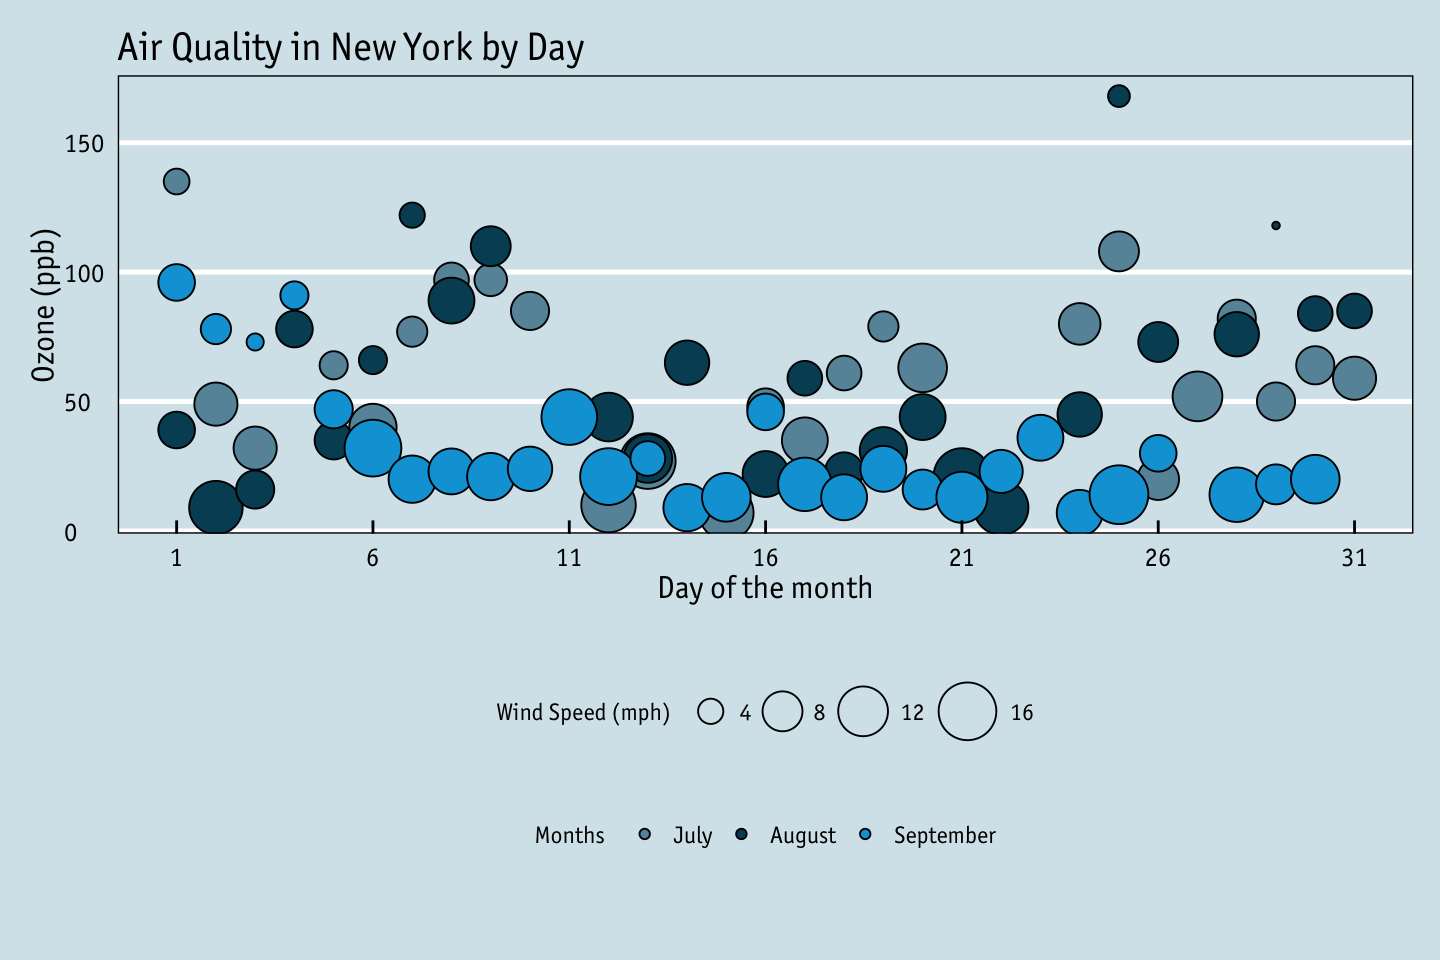 Air Quality in New York by Day
Ozone (ppb)
150
100
50
0
1 6 11 16 21 26 31
Day of the month
Wind Speed (mph) 4 8 12 16
Months July August September